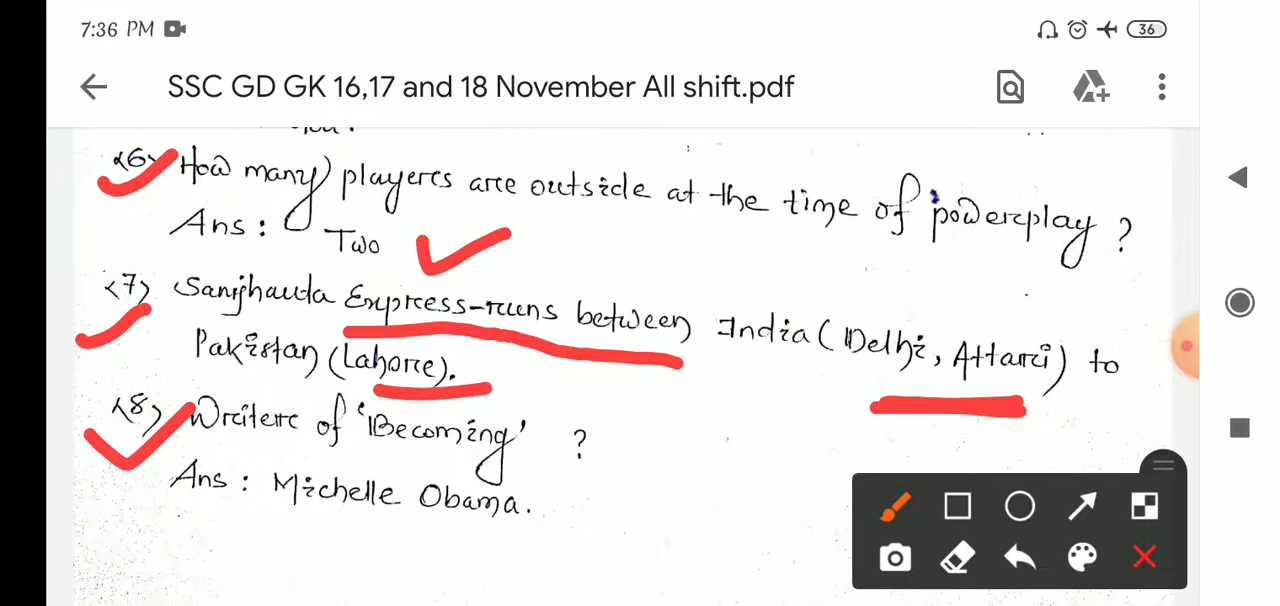 7:36 PM
36
SSC GD GK 16,17 and 18 November All shift.pdf
<6> How many players are outside at the time of powerplay ?
Ans : Two
<7> Sanjhauta Express-runs between India (Delhi, Attari) to
Pakistan (Lahore).
<8> Writer of 'Becoming' ?
Ans : Michelle Obama.